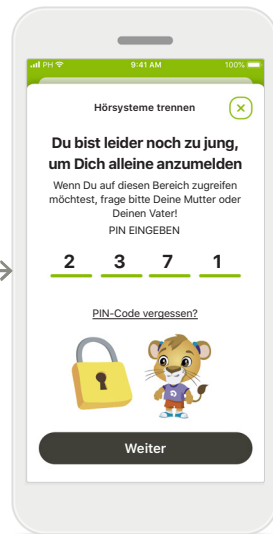 PH 9:41 AM 100%
Hörsysteme trennen
Du bist leider noch zu jung,
um Dich alleine anzumelden
Wenn Du auf diesen Bereich zugreifen
möchtest, frage bitte Deine Mutter oder
Deinen Vater!
PIN EINGEBEN
2 3 7 1
PIN-Code vergessen?
Weiter